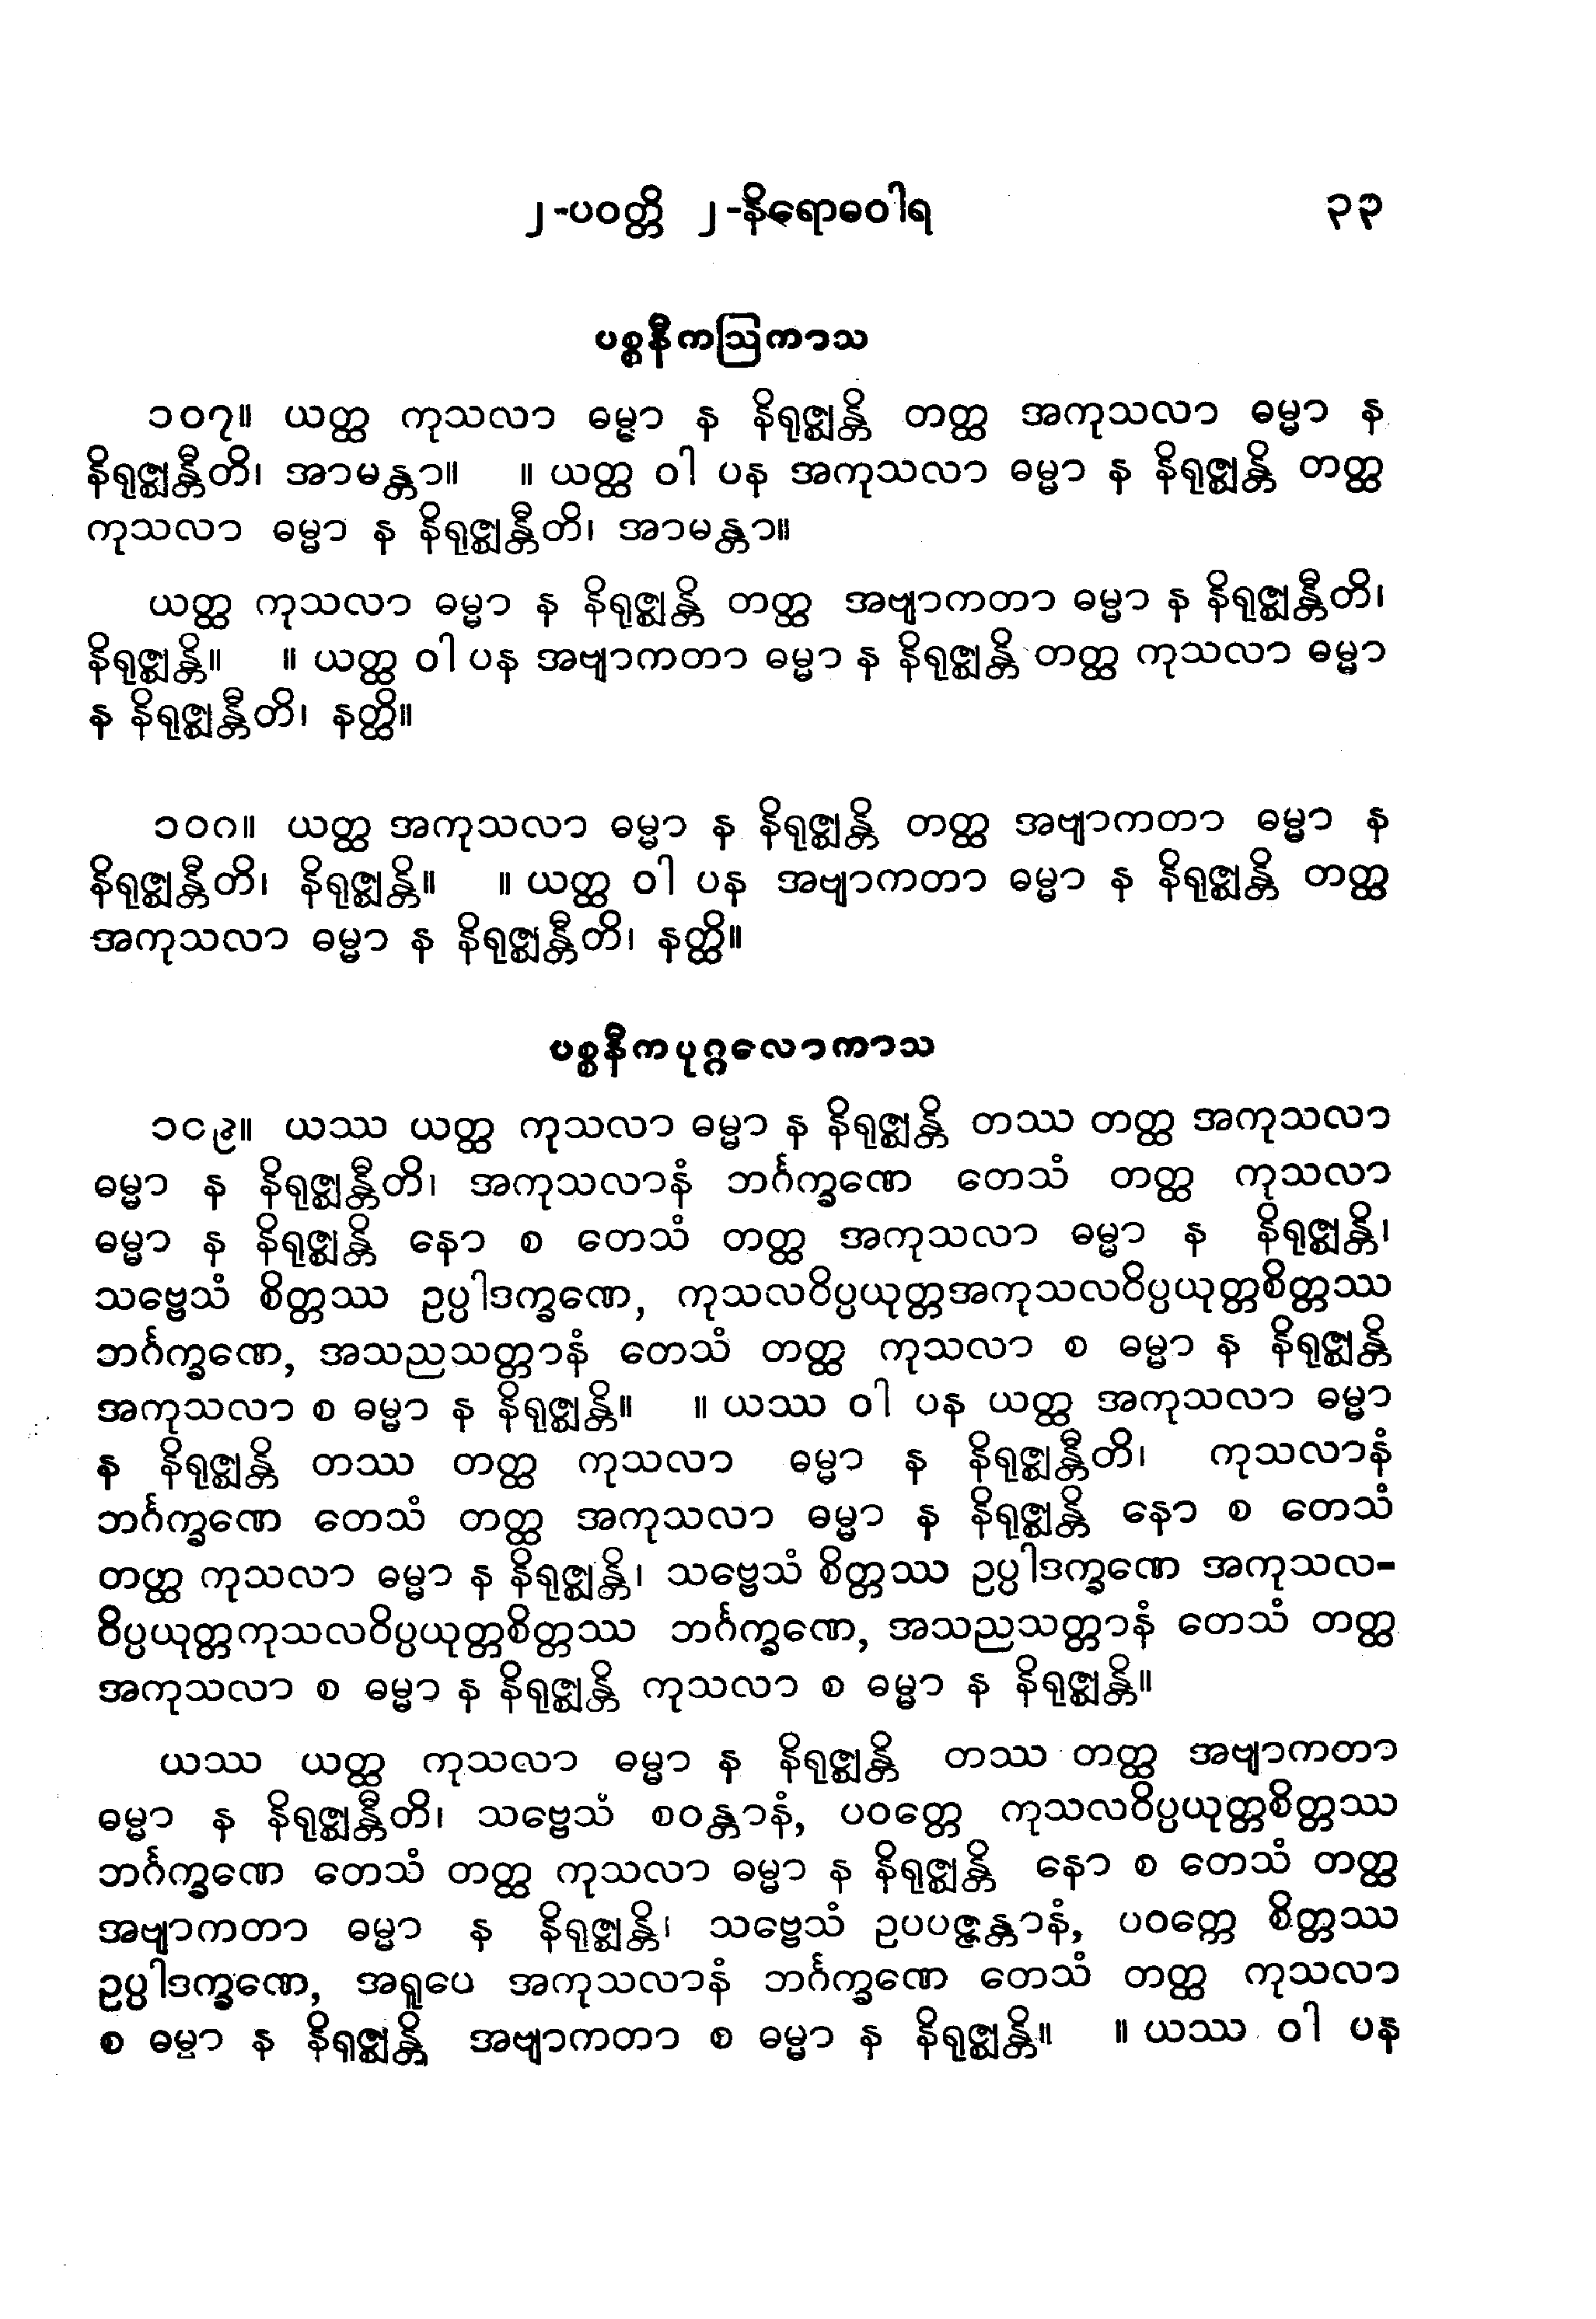 ၂-ပဝတ္တိ ၂-နိရောဓဝါရ ၃၃
ပစ္စနီကဩကာသ
၁၀၇။ ယတ္ထ ကုသလာ ဓမ္မာ န နိရုဇ္ဈန္တိ တတ္ထ အကုသလာ ဓမ္မာ န
နိရုဇ္ဈန္တီတိ၊ အာမန္တာ။ ။ ယတ္ထ ဝါ ပန အကုသလာ ဓမ္မာ န နိရုဇ္ဈန္တိ တတ္ထ
ကုသလာ ဓမ္မာ န နိရုဇ္ဈန္တီတိ၊ အာမန္တာ။
ယတ္ထ ကုသလာ ဓမ္မာ န နိရုဇ္ဈန္တိ တတ္ထ အဗျာကတာ ဓမ္မာ န နိရုဇ္ဈန္တီတိ၊
နိရုဇ္ဈန္တိ။ ။ ယတ္ထ ဝါ ပန အဗျာကတာ ဓမ္မာ န နိရုဇ္ဈန္တိ တတ္ထ ကုသလာ ဓမ္မာ
န နိရုဇ္ဈန္တီတိ၊ နတ္ထိ။
၁၀ဂ။ ယတ္ထ အကုသလာ ဓမ္မာ န နိရုဇ္ဈန္တိ တတ္ထ အဗျာကတာ ဓမ္မာ န
နိရုဇ္ဈန္တီတိ၊ နိရုဇ္ဈန္တိ။ ။ ယတ္ထ ဝါ ပန အဗျာကတာ ဓမ္မာ န နိရုဇ္ဈန္တိ တတ္ထ
အကုသလာ ဓမ္မာ န နိရုဇ္ဈန္တီတိ၊ နတ္ထိ။
ပစ္စနီကပုဂ္ဂလောကာသ
၁ဝ၉။ ယဿ ယတ္ထ ကုသလာ ဓမ္မာ န နိရုဇ္ဈန္တိ တဿ တတ္ထ အကုသလာ
ဓမ္မာ န နိရုဇ္ဈန္တီတိ၊ အကုသလာနံ ဘင်္ဂက္ခဏေ တေသံ တတ္ထ ကုသလာ
ဓမ္မာ န နိရုဇ္ဈန္တိ နော စ တေသံ တတ္ထ အကုသလာ ဓမ္မာ န နိရုဇ္ဈန္တိ၊
သဗ္ဗေသံ စိတ္တဿ ဥပ္ပါဒက္ခဏေ, ကုသလဝိပ္ပယုတ္တအကုသလဝိပ္ပယုတ္တစိတ္တဿ
ဘင်္ဂက္ခဏေ, အသညသတ္တာနံ တေသံ တတ္ထ ကုသလာ စ ဓမ္မာ န နိရုဇ္ဈန္တိ
အကုသလာ စ ဓမ္မာ န နိရုဇ္ဈန္တိ။ ။ ယဿ ဝါ ပန ယတ္ထ အကုသလာ ဓမ္မာ
န နိရုဇ္ဈန္တိ တဿ တတ္ထ ကုသလာ ဓမ္မာ န နိရုဇ္ဈန္တီတိ၊ ကုသလာနံ
ဘင်္ဂက္ခဏေ တေသံ တတ္ထ အကုသလာ ဓမ္မာ န နိရုဇ္ဈန္တိ နော စ တေသံ
တတ္ထ ကုသလာ ဓမ္မာ န နိရုဇ္ဈန္တိ၊ သဗ္ဗေသံ စိတ္တဿ ဥပ္ပါဒက္ခဏေ အကုသလ-
ဝိပ္ပယုတ္တကုသလဝိပ္ပယုတ္တစိတ္တဿ ဘင်္ဂက္ခဏေ, အသညသတ္တာနံ တေသံ တတ္ထ
အကုသလာ စ ဓမ္မာ န နိရုဇ္ဈန္တိ ကုသလာ စ ဓမ္မာ န နိရုဇ္ဈန္တိ။
ယဿ ယတ္ထ ကုသလာ ဓမ္မာ န နိရုဇ္ဈန္တိ တဿ တတ္ထ အဗျာကတာ
ဓမ္မာ န နိရုဇ္ဈန္တီတိ၊ သဗ္ဗေသံ စဝန္တာနံ, ပဝတ္တေ ကုသလဝိပ္ပယုတ္တစိတ္တဿ
ဘင်္ဂက္ခဏေ တေသံ တတ္ထ ကုသလာ ဓမ္မာ န နိရုဇ္ဈန္တိ နော စ တေသံ တတ္ထ
အဗျာကတာ ဓမ္မာ န နိရုဇ္ဈန္တိ၊ သဗ္ဗေသံ ဥပပဇ္ဇန္တာနံ, ပဝတ္တေ စိတ္တဿ
ဥပ္ပါဒက္ခဏေ, အရူပေ အကုသလာနံ ဘင်္ဂက္ခဏေ တေသံ တတ္ထ ကုသလာ
စ ဓမ္မာ န နိရုဇ္ဈန္တိ အဗျာကတာ စ ဓမ္မာ န နိရုဇ္ဈန္တိ။ ။ ယဿ ဝါ ပန